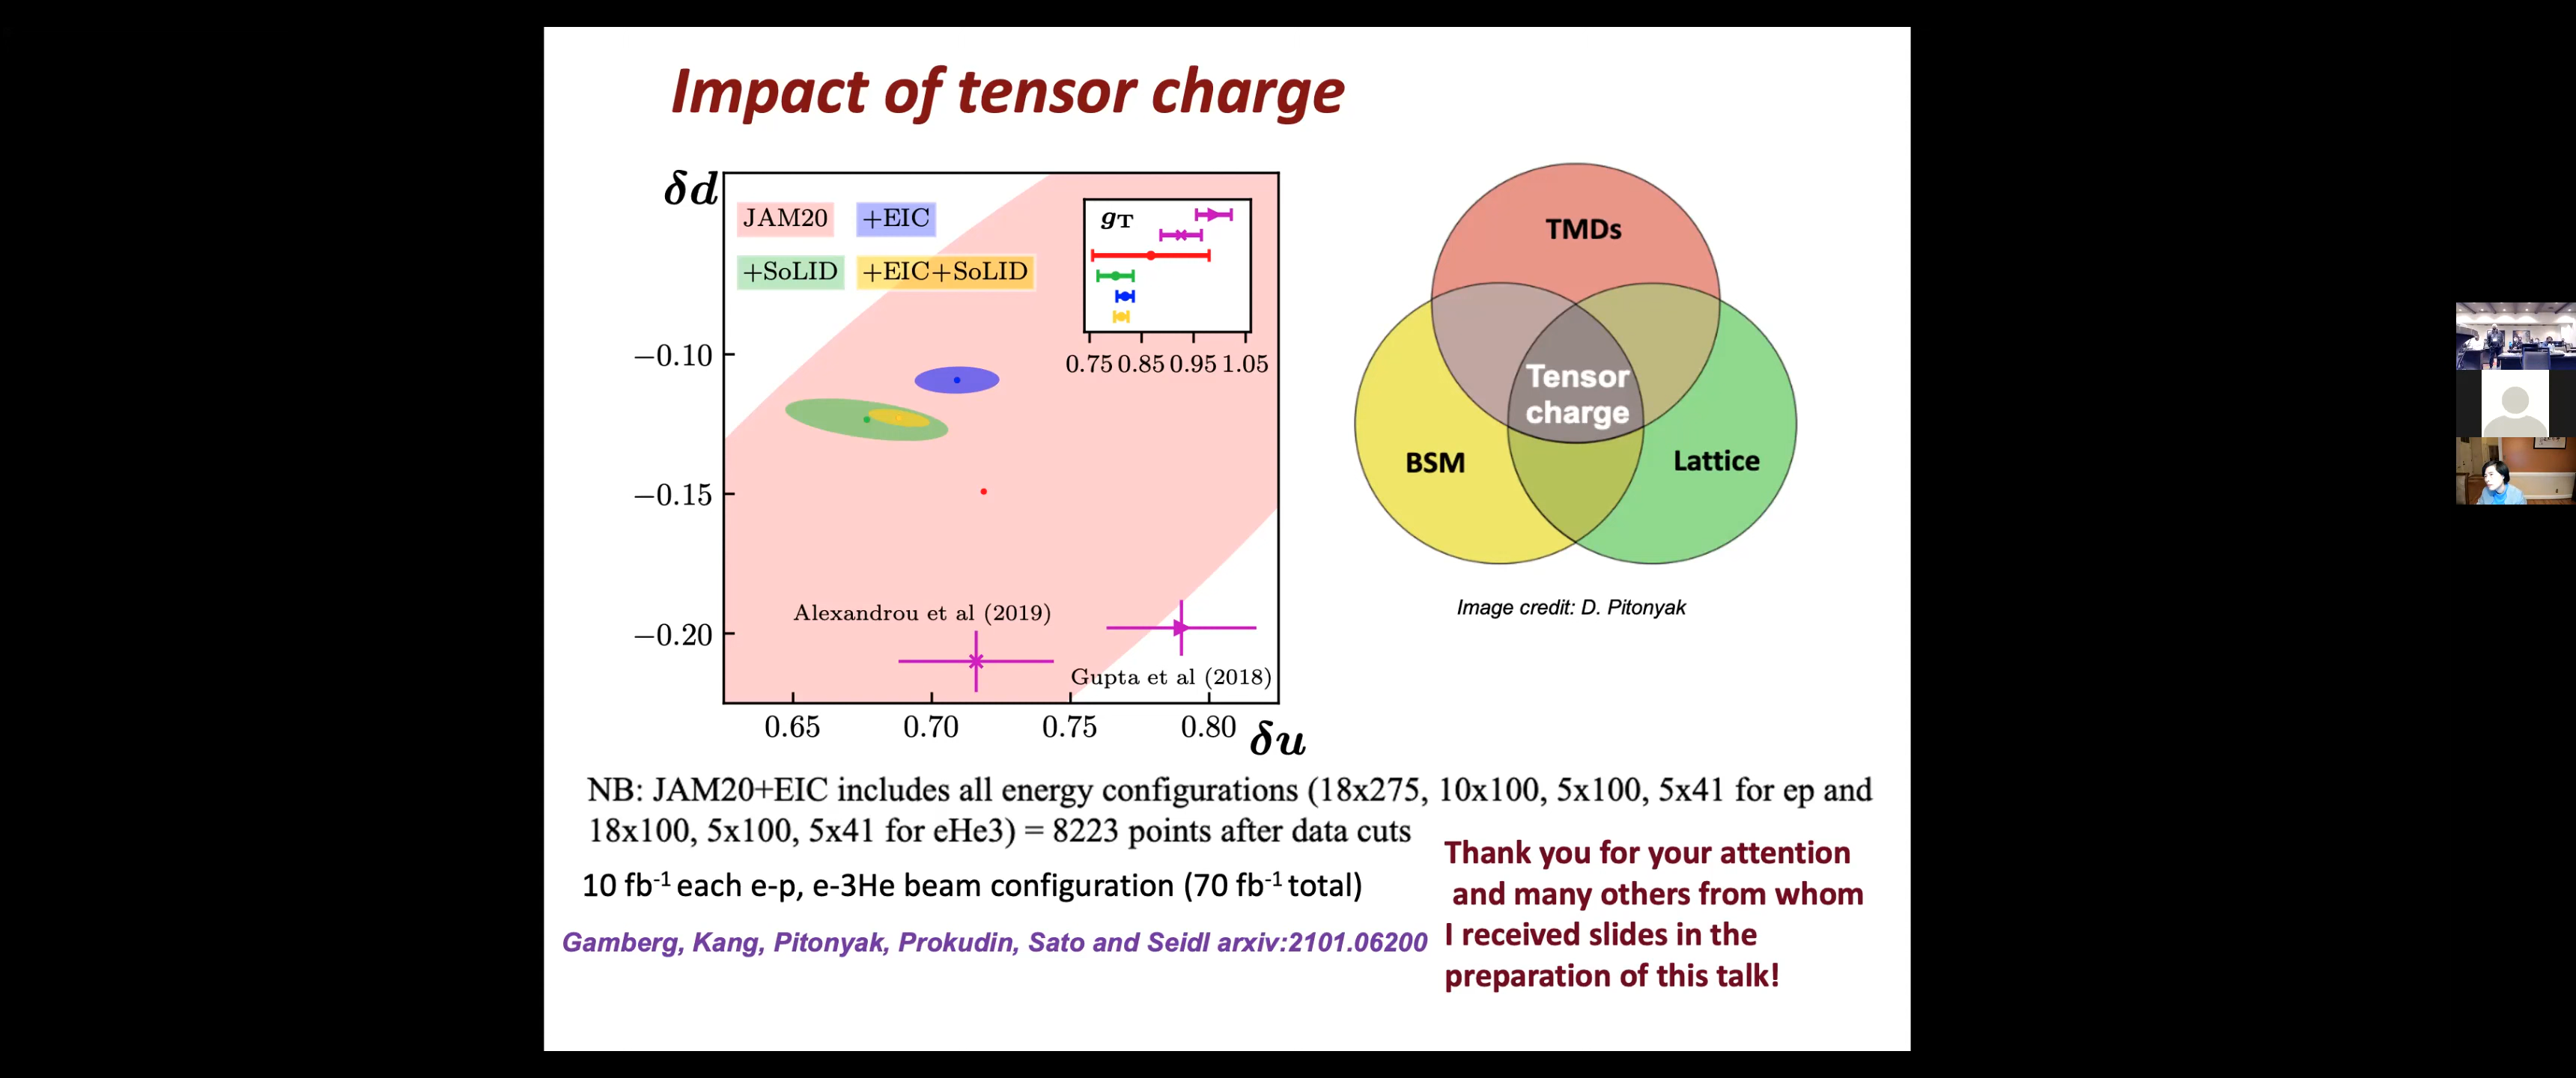 Impact of tensor charge
δd
JAM20
+EIC
+SoLID
+EIC+SoLID
gT
0.75 0.85 0.95 1.05
−0.10
−0.15
−0.20
Alexandrou et al (2019)
Gupta et al (2018)
0.65
0.70
0.75
0.80
δu
TMDs
Tensor
charge
BSM
Lattice
Image credit: D. Pitonyak
NB: JAM20+EIC includes all energy configurations (18x275, 10x100, 5x100, 5x41 for ep and
18x100, 5x100, 5x41 for eHe3) = 8223 points after data cuts
10 fb-1 each e-p, e-3He beam configuration (70 fb-1 total)
Gamberg, Kang, Pitonyak, Prokudin, Sato and Seidl arxiv:2101.06200
Thank you for your attention
and many others from whom
I received slides in the
preparation of this talk!